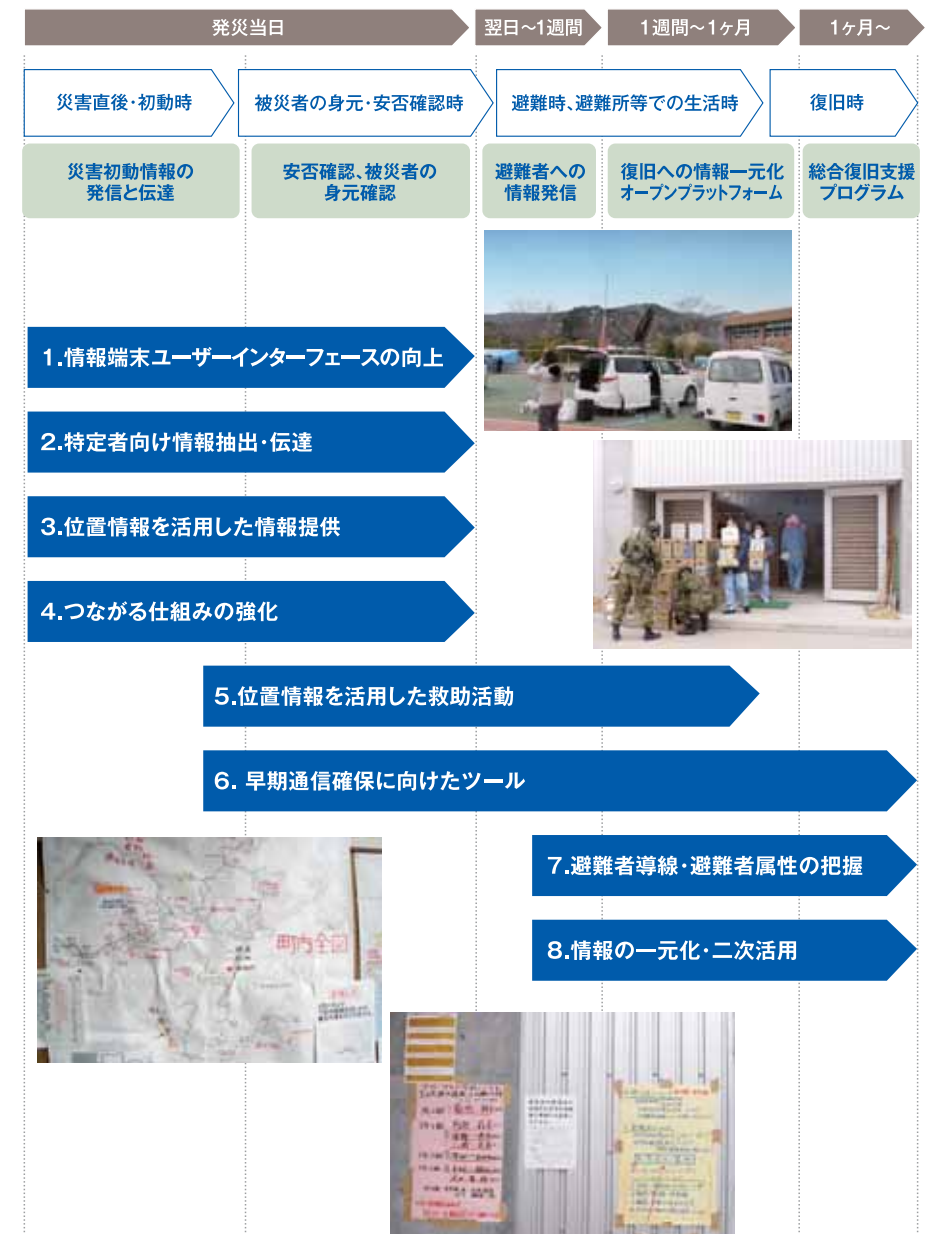 発災当日
翌日〜1週間
1週間〜1ヶ月
1ヶ月〜
災害直後・初動時
被災者の身元・安否確認時
避難時、避難所等での生活時
復旧時
災害初動情報の
発信と伝達
安否確認、被災者の
身元確認
避難者への
情報発信
復旧への情報一元化
オープンプラットフォーム
総合復旧支援
プログラム
1.情報端末ユーザーインターフェースの向上
2.特定者向け情報抽出・伝達
3.位置情報を活用した情報提供
4.つながる仕組みの強化
5.位置情報を活用した救助活動
6. 早期通信確保に向けたツール
7.避難者導線・避難者属性の把握
8.情報の一元化・二次活用
町内全図